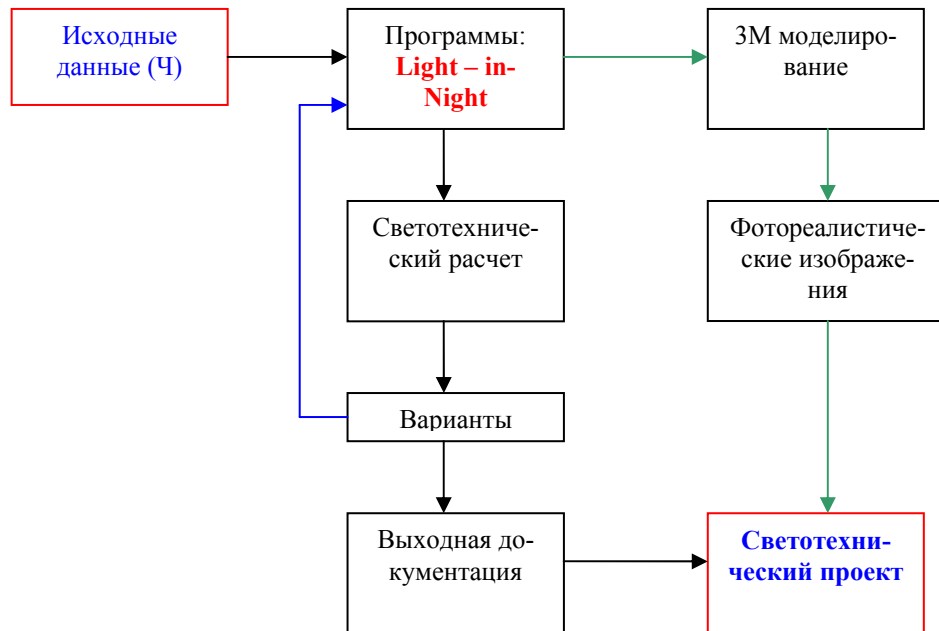 Исходные
данные (Ч)
Программы:
Light – in-
Night
3М моделиро-
вание
Светотехниче-
ский расчет
Фотореалистиче-
ские изображе-
ния
Варианты
Выходная до-
кументация
Светотехни-
ческий проект